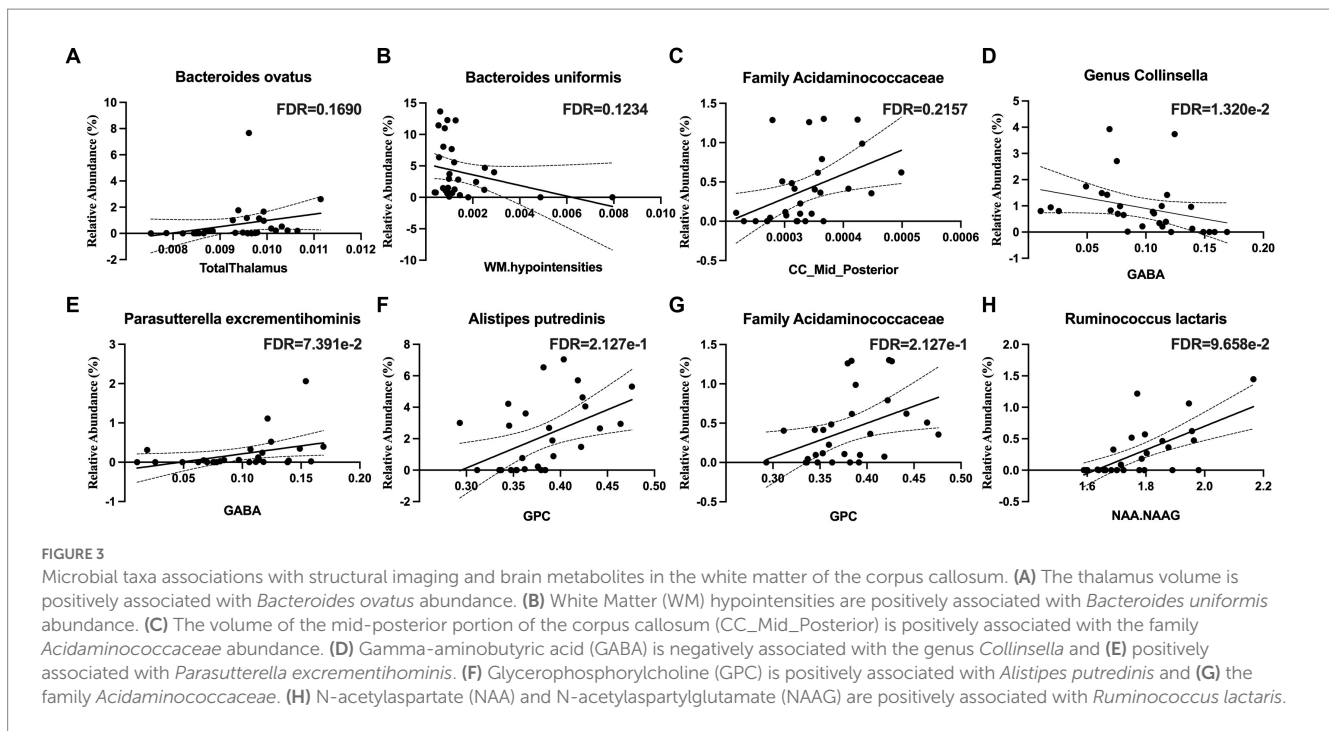 A
Bacteroides ovatus
FDR=0.1690
Relative Abundance (%)
10
8
6
4
2
0
-2
0.008
0.009
0.010
0.011
0.012
TotalThalamus
B
Bacteroides uniformis
FDR=0.1234
Relative Abundance (%)
15
10
5
0
-5
-10
0.002
0.004
0.006
0.008
0.010
WM.hypointensities
C
Family Acidaminococcaceae
FDR=0.2157
Relative Abundance (%)
1.5
1.0
0.5
0.0
-0.5
0.0003
0.0004
0.0005
0.0006
CC_Mid_Posterior
D
Genus Collinsella
FDR=1.320e-2
Relative Abundance (%)
5
4
3
2
1
0
-1
0.05
0.10
0.15
0.20
GABA
E
Parasutterella excrementihominis
FDR=7.391e-2
Relative Abundance (%)
3
2
1
0
-1
0.05
0.10
0.15
0.20
GABA
F
Alistipes putredinis
FDR=2.127e-1
Relative Abundance (%)
8
6
4
2
0
-2
0.30
0.35
0.40
0.45
0.50
GPC
G
Family Acidaminococcaceae
FDR=2.127e-1
Relative Abundance (%)
1.5
1.0
0.5
0.0
-0.5
0.30
0.35
0.40
0.45
0.50
GPC
H
Ruminococcus lactaris
FDR=9.658e-2
Relative Abundance (%)
2.0
1.5
1.0
0.5
0.0
-0.5
1.6
1.8
2.0
2.2
NAA.NAAG
FIGURE 3
Microbial taxa associations with structural imaging and brain metabolites in the white matter of the corpus callosum. (A) The thalamus volume is
positively associated with Bacteroides ovatus abundance. (B) White Matter (WM) hypointensities are positively associated with Bacteroides uniformis
abundance. (C) The volume of the mid-posterior portion of the corpus callosum (CC_Mid_Posterior) is positively associated with the family
Acidaminococcaceae abundance. (D) Gamma-aminobutyric acid (GABA) is negatively associated with the genus Collinsella and (E) positively
associated with Parasutterella excrementihominis. (F) Glycerophosphorylcholine (GPC) is positively associated with Alistipes putredinis and (G) the
family Acidaminococcaceae. (H) N-acetylaspartate (NAA) and N-acetylaspartylglutamate (NAAG) are positively associated with Ruminococcus lactaris.